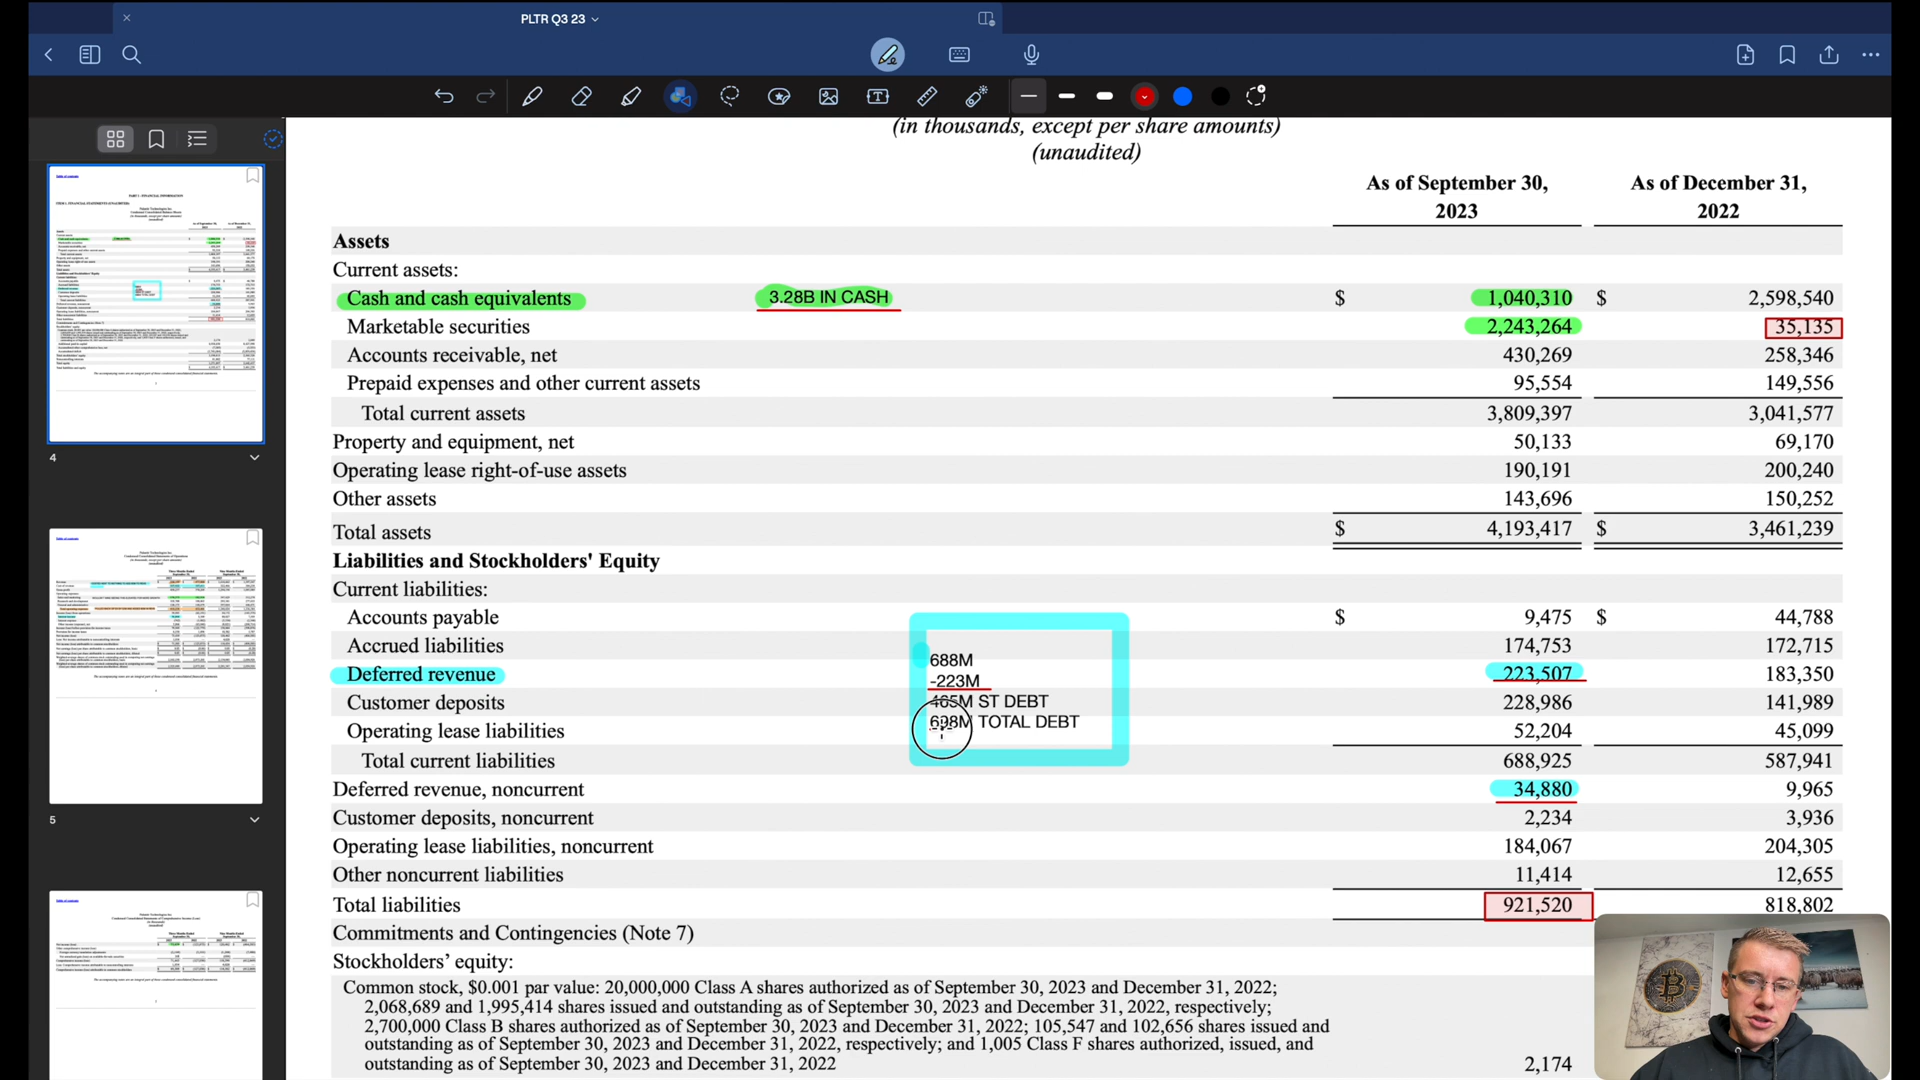 PLTR Q3 23
(in thousands, except per share amounts)
(unaudited)
As of September 30, 2023
As of December 31, 2022
Assets
Current assets:
Cash and cash equivalents 3.28B IN CASH $ 1,040,310 $ 2,598,540
Marketable securities 2,243,264 35,135
Accounts receivable, net 430,269 258,346
Prepaid expenses and other current assets 95,554 149,556
Total current assets 3,809,397 3,041,577
Property and equipment, net 50,133 69,170
Operating lease right-of-use assets 190,191 200,240
Other assets 143,696 150,252
Total assets $ 4,193,417 $ 3,461,239
Liabilities and Stockholders' Equity
Current liabilities:
Accounts payable $ 9,475 $ 44,788
Accrued liabilities 174,753 172,715
Deferred revenue 223,507 183,350
Customer deposits 228,986 141,989
Operating lease liabilities 52,204 45,099
Total current liabilities 688,925 587,941
Deferred revenue, noncurrent 34,880 9,965
Customer deposits, noncurrent 2,234 3,936
Operating lease liabilities, noncurrent 184,067 204,305
Other noncurrent liabilities 11,414 12,655
Total liabilities 921,520 818,802
688M
-223M
465M ST DEBT
698M TOTAL DEBT
Commitments and Contingencies (Note 7)
Stockholders' equity:
Common stock, $0.001 par value: 20,000,000 Class A shares authorized as of September 30, 2023 and December 31, 2022;
2,068,689 and 1,995,414 shares issued and outstanding as of September 30, 2023 and December 31, 2022, respectively;
2,700,000 Class B shares authorized as of September 30, 2023 and December 31, 2022; 105,547 and 102,656 shares issued and
outstanding as of September 30, 2023 and December 31, 2022, respectively; and 1,005 Class F shares authorized, issued, and
outstanding as of September 30, 2023 and December 31, 2022 2,174
4
5